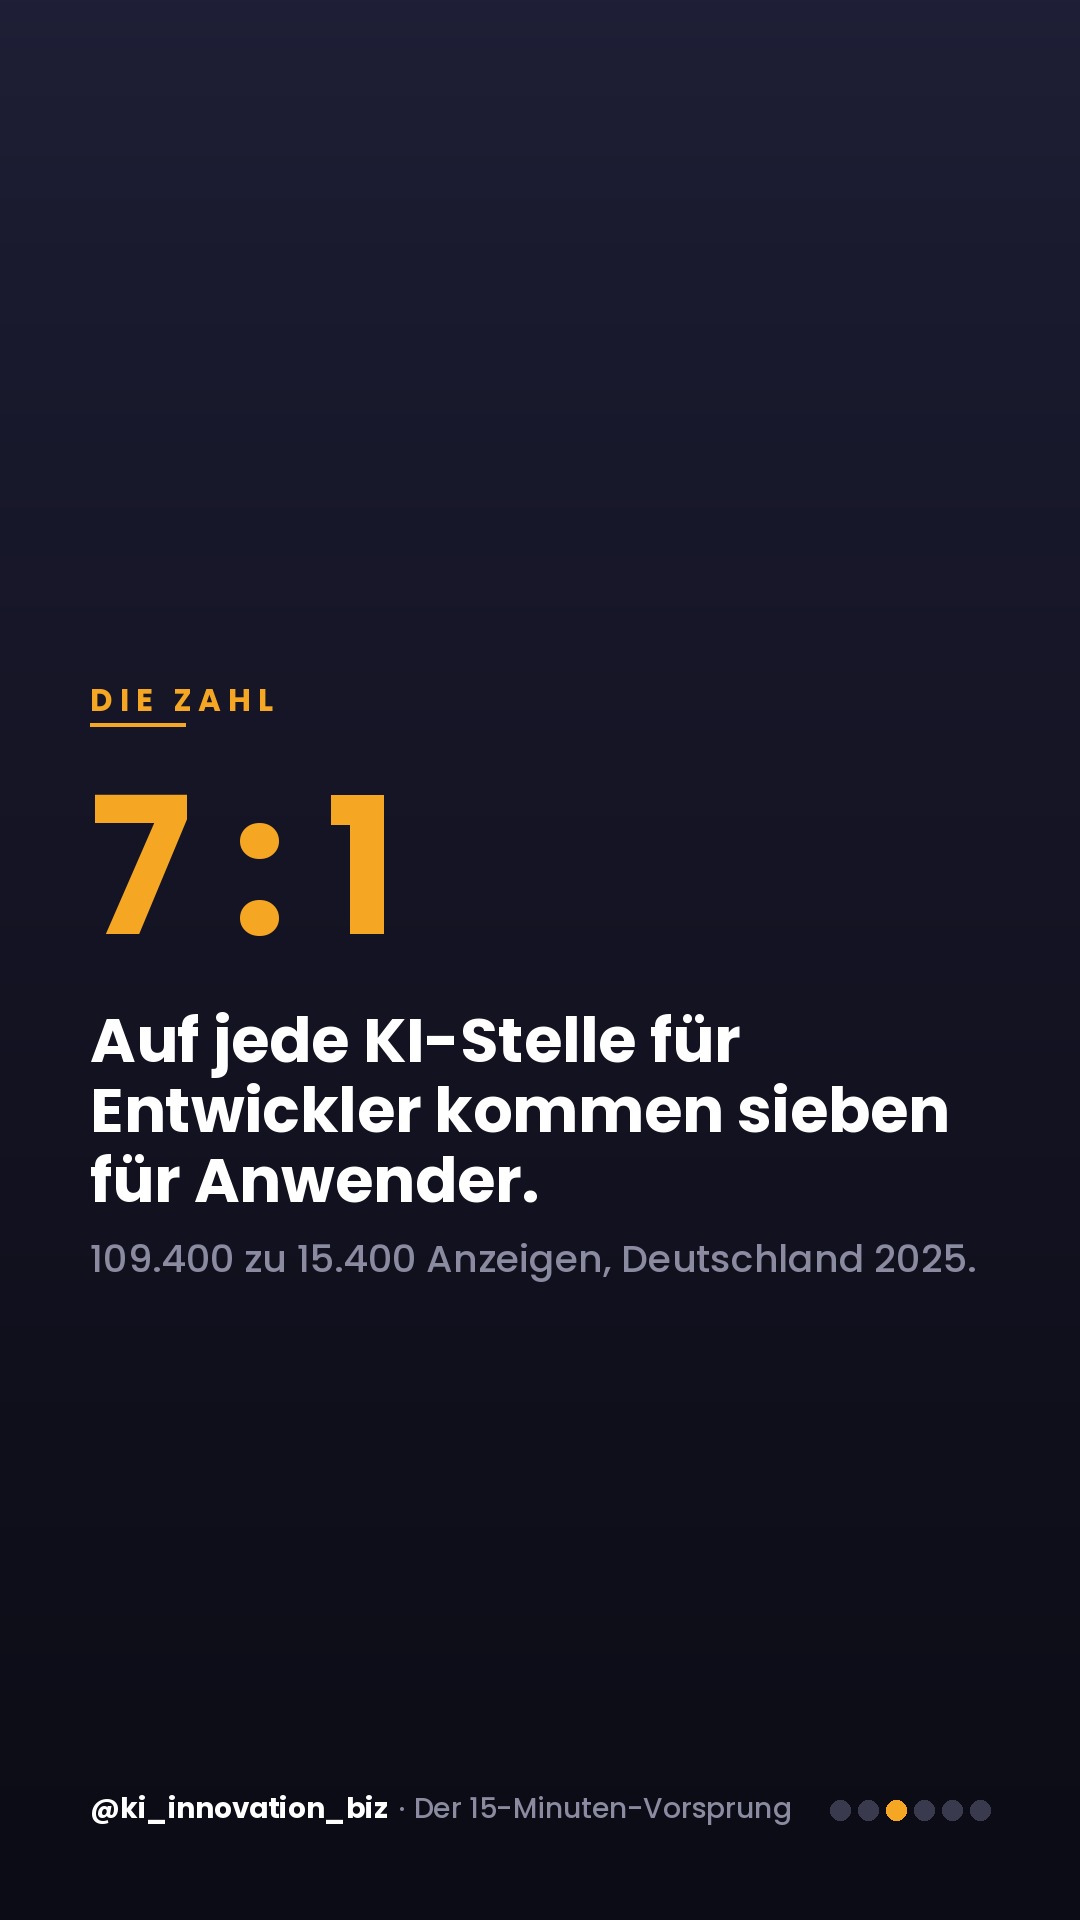 DIE ZAHL
7:1
Auf jede KI-Stelle für
Entwickler kommen sieben
für Anwender.
109.400 zu 15.400 Anzeigen, Deutschland 2025.
@ki_innovation_biz · Der 15-Minuten-Vorsprung